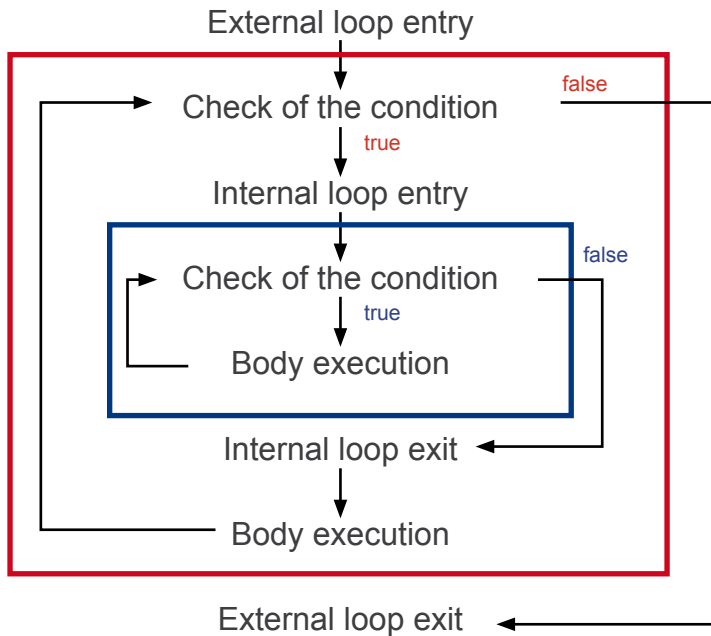 External loop entry
false
Check of the condition
true
Internal loop entry
false
Check of the condition
true
Body execution
Internal loop exit
Body execution
External loop exit